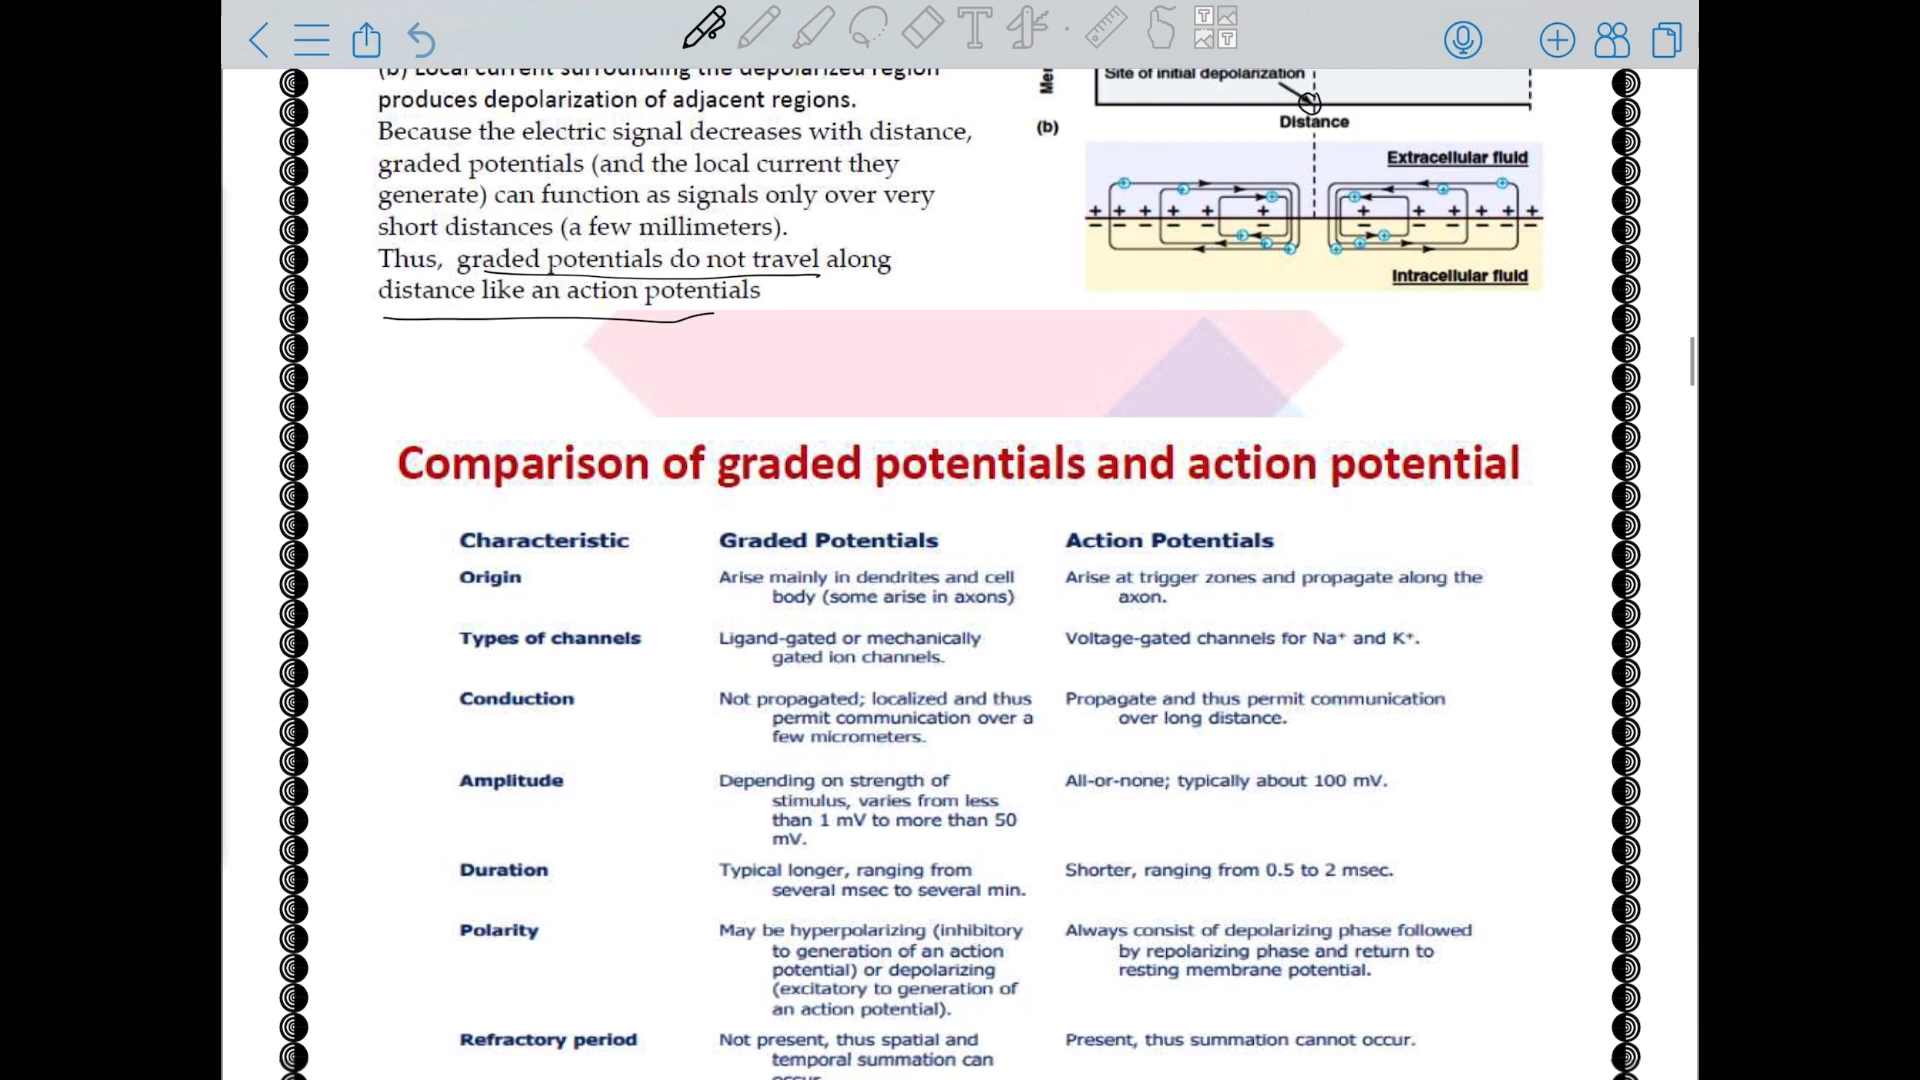 (b) Local current surrounding the depolarized region
produces depolarization of adjacent regions.
Because the electric signal decreases with distance,
graded potentials (and the local current they
generate) can function as signals only over very
short distances (a few millimeters).
Thus, graded potentials do not travel along
distance like an action potentials
Site of initial depolarization
Distance
(b)
Extracellular fluid
Intracellular fluid
Comparison of graded potentials and action potential
Characteristic Graded Potentials Action Potentials
Origin
Arise mainly in dendrites and cell
body (some arise in axons)
Arise at trigger zones and propagate along the
axon.
Types of channels
Ligand-gated or mechanically
gated ion channels.
Voltage-gated channels for Na⁺ and K⁺.
Conduction
Not propagated; localized and thus
permit communication over a
few micrometers.
Propagate and thus permit communication
over long distance.
Amplitude
Depending on strength of
stimulus, varies from less
than 1 mV to more than 50
mV.
All-or-none; typically about 100 mV.
Duration
Typical longer, ranging from
several msec to several min.
Shorter, ranging from 0.5 to 2 msec.
Polarity
May be hyperpolarizing (inhibitory
to generation of an action
potential) or depolarizing
(excitatory to generation of
an action potential).
Always consist of depolarizing phase followed
by repolarizing phase and return to
resting membrane potential.
Refractory period
Not present, thus spatial and
temporal summation can
Present, thus summation cannot occur.